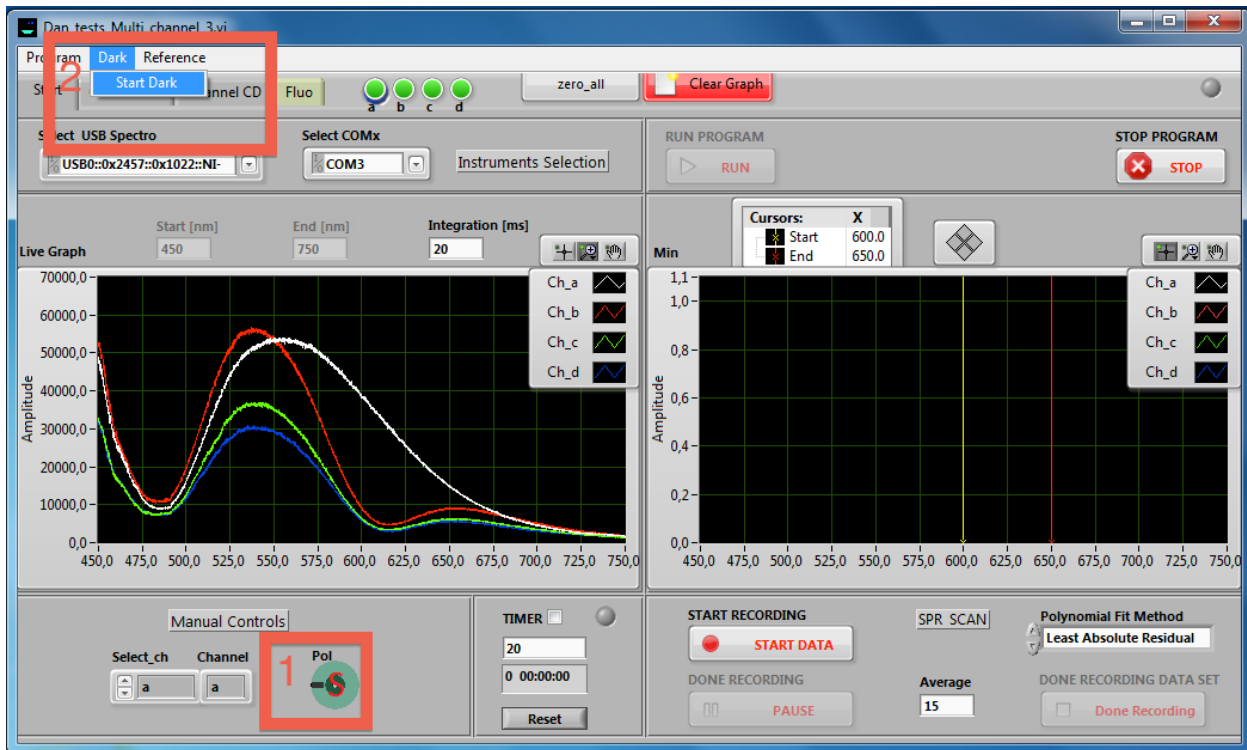 Dan_tests_Multi_channel_3.vi
Program Dark Reference
Start Dark
2
nnel CD Fluo
a b c d
zero_all
Clear Graph
Select USB Spectro
USB0::0x2457::0x1022::NI-
Select COMx
COM3
Instruments Selection
RUN PROGRAM
RUN
STOP PROGRAM
STOP
Start [nm]
450
End [nm]
750
Integration [ms]
20
Live Graph
Ch_a
Ch_b
Ch_c
Ch_d
Amplitude
70000,0
60000,0
50000,0
40000,0
30000,0
20000,0
10000,0
0,0
450,0 475,0 500,0 525,0 550,0 575,0 600,0 625,0 650,0 675,0 700,0 725,0 750,0
Min
Cursors: X
Start 600.0
End 650.0
Ch_a
Ch_b
Ch_c
Ch_d
Amplitude
1,1
1,0
0,8
0,6
0,4
0,2
0,0
450,0 475,0 500,0 525,0 550,0 575,0 600,0 625,0 650,0 675,0 700,0 725,0 750,0
Manual Controls
Select_ch
a
Channel
a
1
Pol
S
TIMER
20
0 00:00:00
Reset
START RECORDING
START DATA
DONE RECORDING
PAUSE
SPR SCAN
Average
15
Polynomial Fit Method
Least Absolute Residual
DONE RECORDING DATA SET
Done Recording